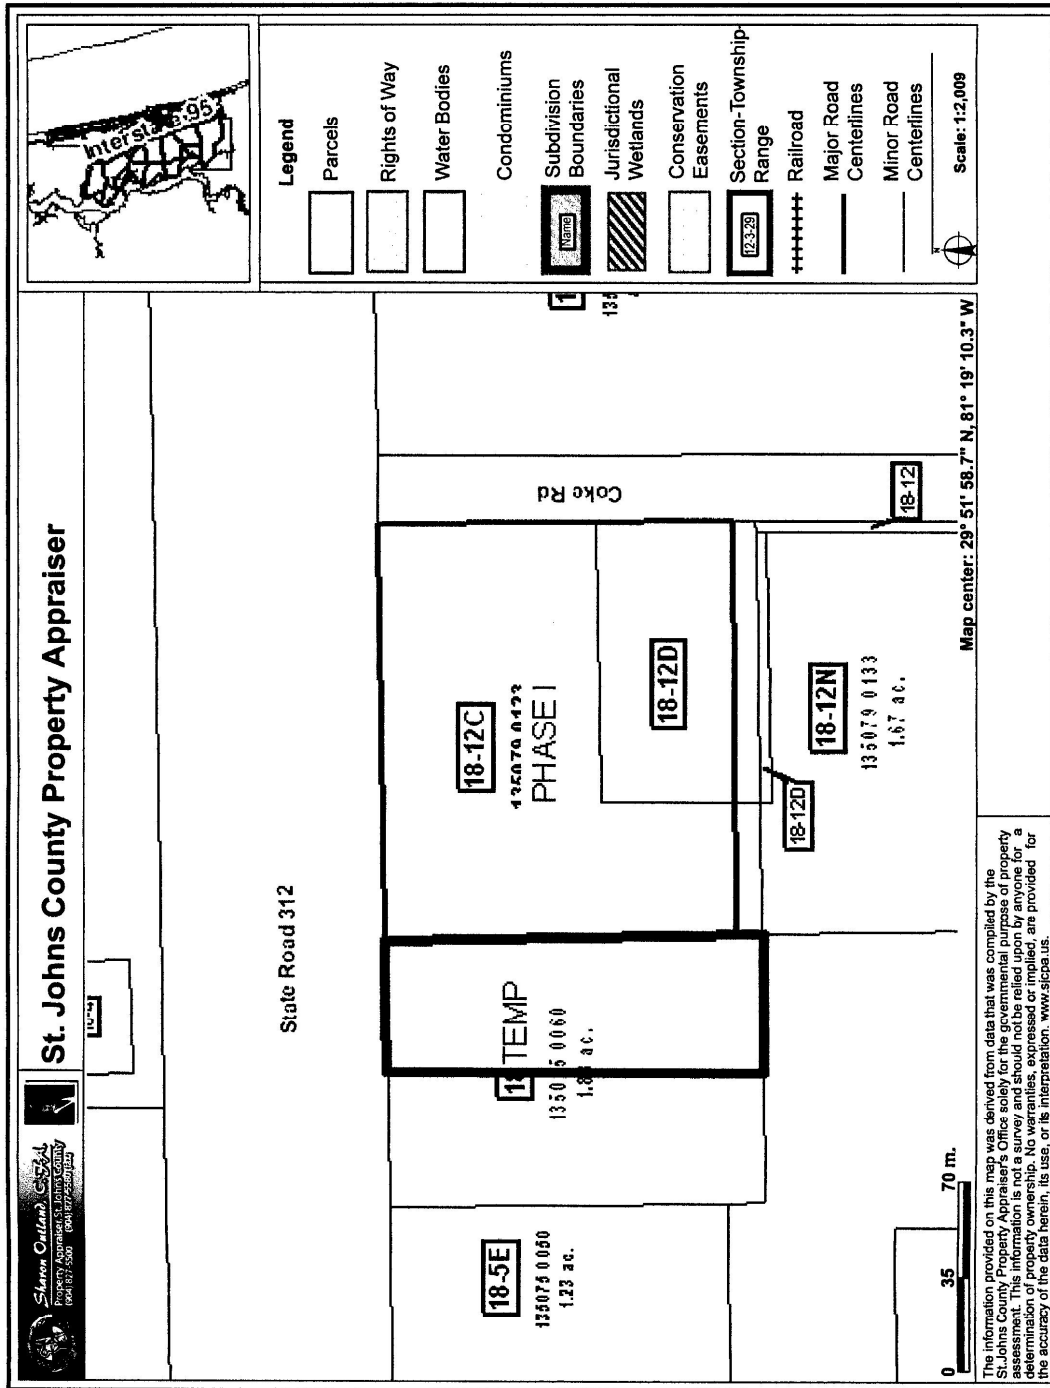 Sharon Outland, C.F.A.
Property Appraiser, St. Johns County
(904) 827-5500
St. Johns County Property Appraiser
Interstate 95
State Road 312
Coke Rd
18-12C
PHASE I
18-12D
18-12D
18-12N
135079 0133
1.67 ac.
18-12
TEMP
18-5E
135075 0050
1.23 ac.
0 35 70 m.
Map center: 29° 51' 58.7" N, 81° 19' 10.3" W
Legend
Parcels
Rights of Way
Water Bodies
Condominiums
Name
Subdivision
Boundaries
Jurisdictional
Wetlands
Conservation
Easements
12-3-29
Section-Township-
Range
Railroad
Major Road
Centerlines
Minor Road
Centerlines
N
Scale: 1:2,009
The information provided on this map was derived from data that was compiled by the
St.Johns County Property Appraiser's Office solely for the governmental purpose of property
assessment. This information is not a survey and should not be relied upon by anyone for a
determination of property ownership. No warranties, expressed or implied, are provided for
the accuracy of the data herein, its use, or its interpretation. www.sjcpa.us.